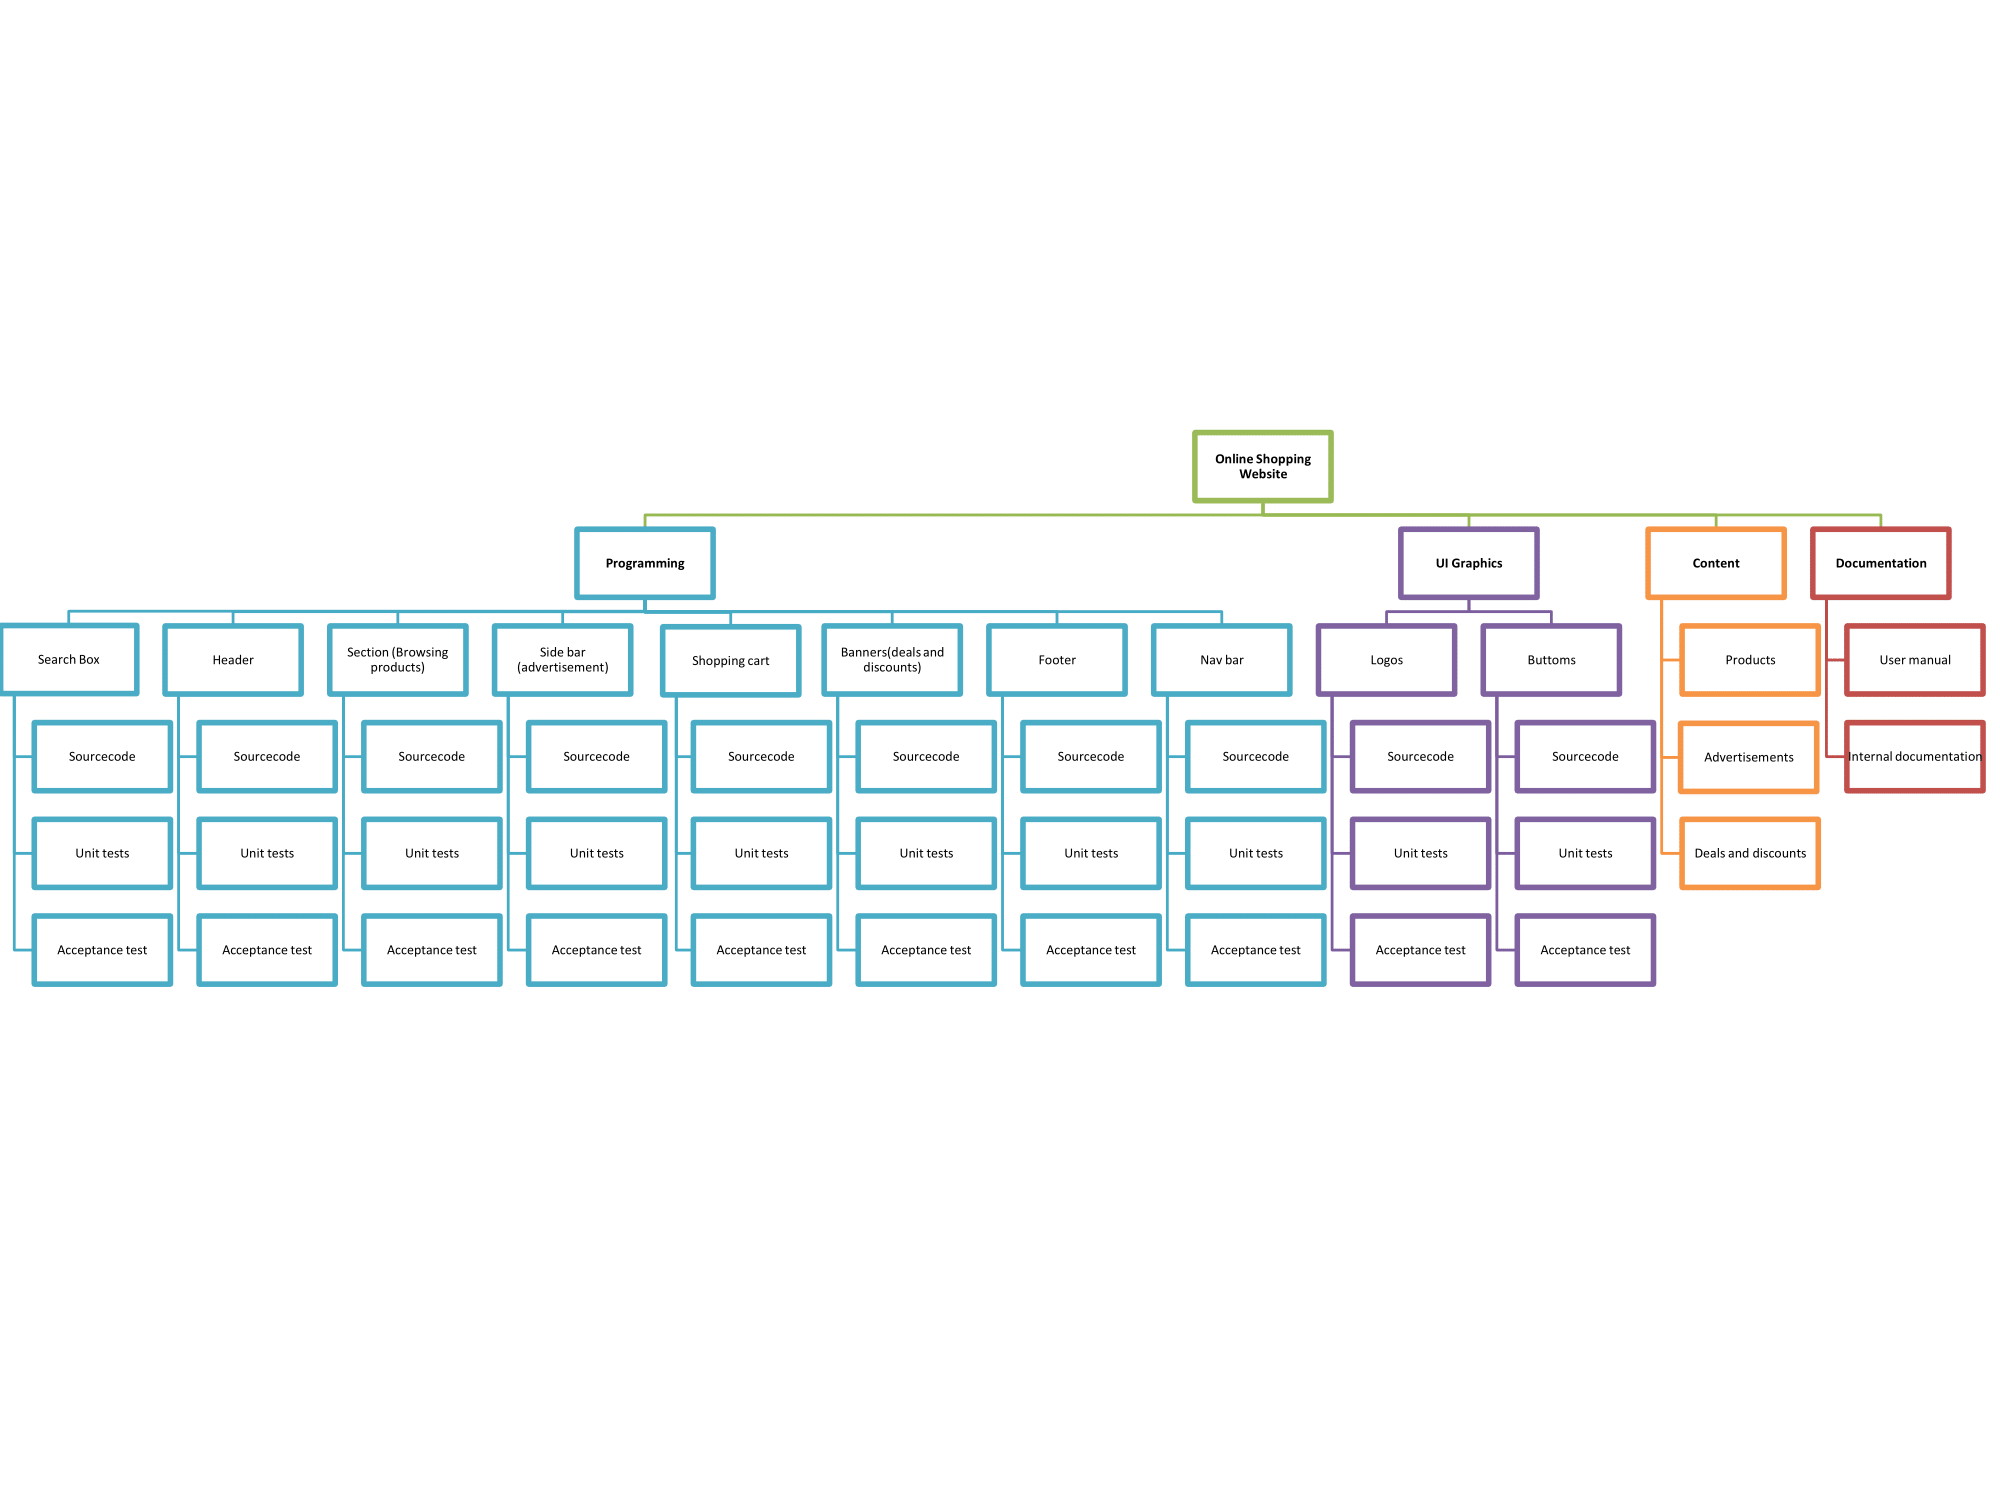 Online Shopping
Website
Programming
UI Graphics
Content
Documentation
Search Box
Header
Section (Browsing
products)
Side bar
(advertisement)
Shopping cart
Banners(deals and
discounts)
Footer
Nav bar
Logos
Buttoms
Products
User manual
Sourcecode
Sourcecode
Sourcecode
Sourcecode
Sourcecode
Sourcecode
Sourcecode
Sourcecode
Sourcecode
Sourcecode
Advertisements
Internal documentation
Unit tests
Unit tests
Unit tests
Unit tests
Unit tests
Unit tests
Unit tests
Unit tests
Unit tests
Unit tests
Deals and discounts
Acceptance test
Acceptance test
Acceptance test
Acceptance test
Acceptance test
Acceptance test
Acceptance test
Acceptance test
Acceptance test
Acceptance test